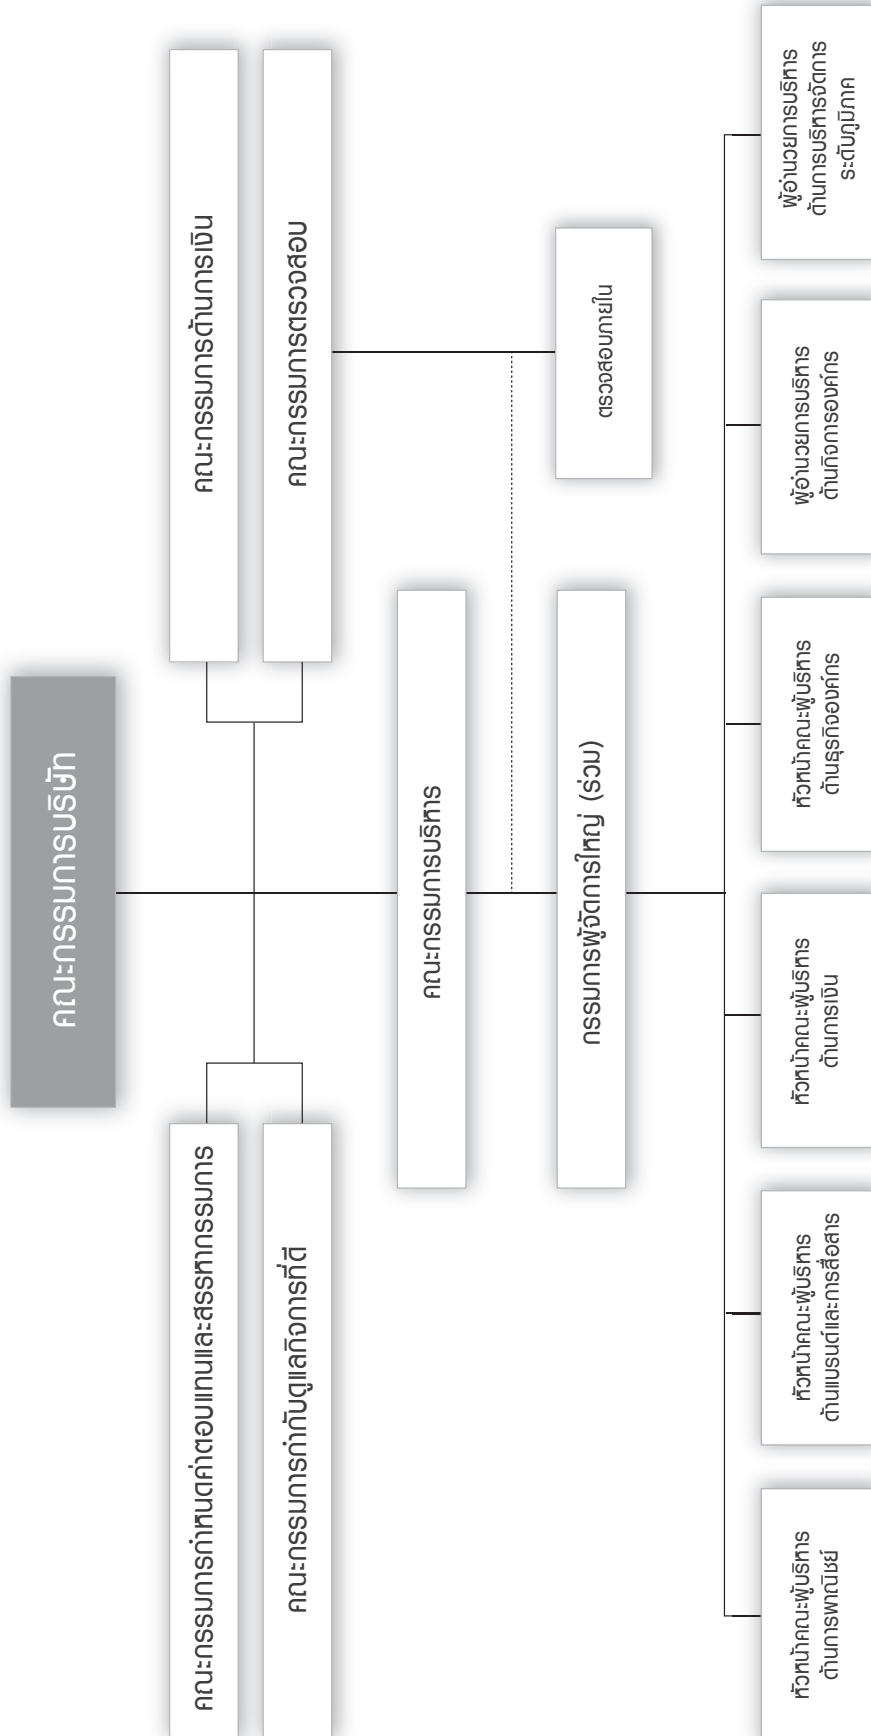 คณะกรรมการบริษัท
คณะกรรมการกำหนดค่าตอบแทนและสรรหากรรมการ
คณะกรรมการกำกับดูแลกิจการที่ดี
คณะกรรมการด้านการเงิน
คณะกรรมการตรวจสอบ
คณะกรรมการบริหาร
ตรวจสอบภายใน
กรรมการผู้จัดการใหญ่ (ร่วม)
หัวหน้าคณะผู้บริหาร
ด้านการพาณิชย์
หัวหน้าคณะผู้บริหาร
ด้านแบรนด์และการสื่อสาร
หัวหน้าคณะผู้บริหาร
ด้านการเงิน
หัวหน้าคณะผู้บริหาร
ด้านธุรกิจองค์กร
ผู้อำนวยการบริหาร
ด้านกิจการองค์กร
ผู้อำนวยการบริหาร
ด้านการบริหารจัดการ
ระดับภูมิภาค